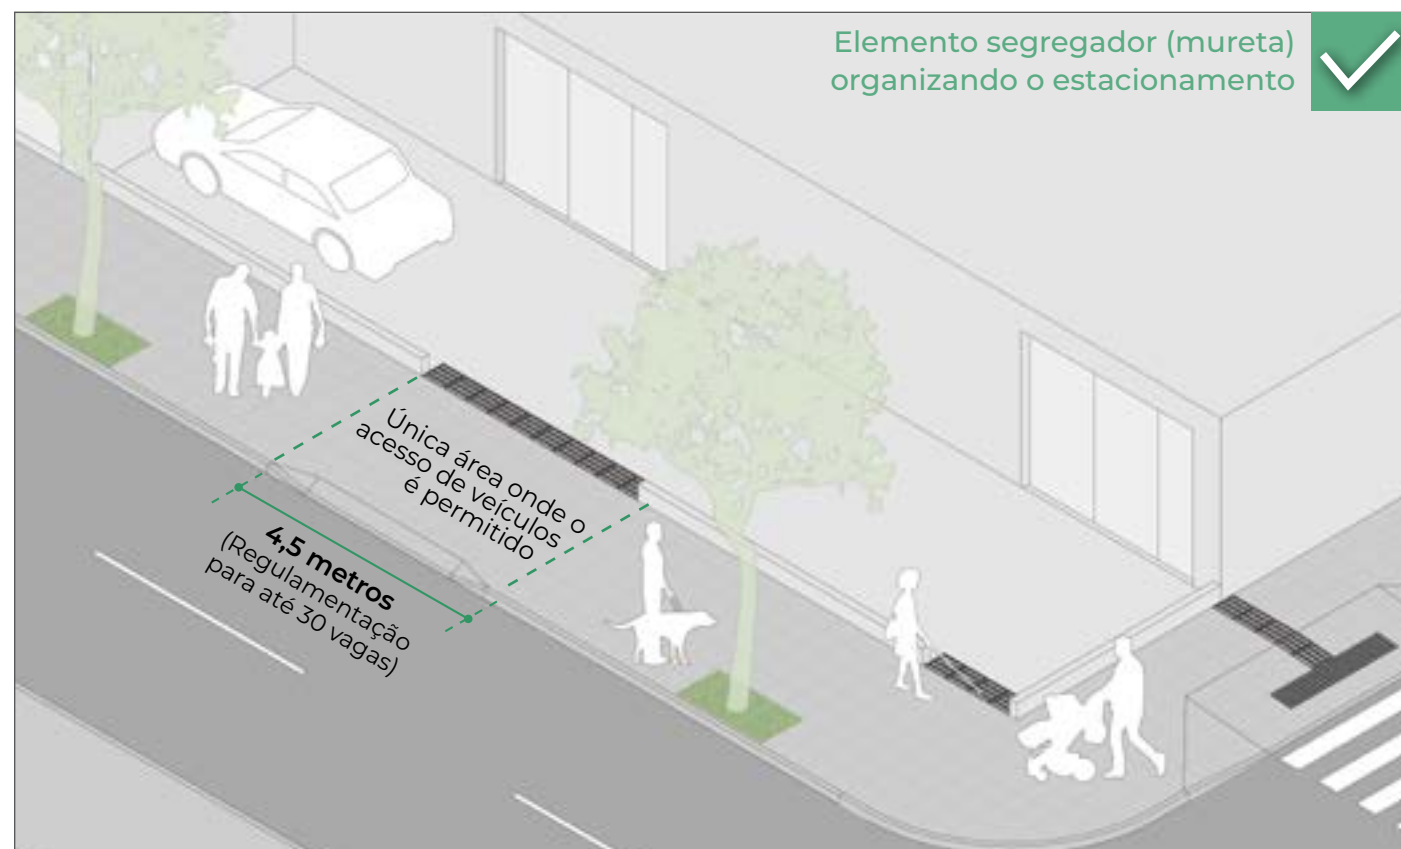 Elemento segregador (mureta)
organizando o estacionamento
Única área onde o
acesso de veículos
é permitido
4,5 metros
(Regulamentação
para até 30 vagas)